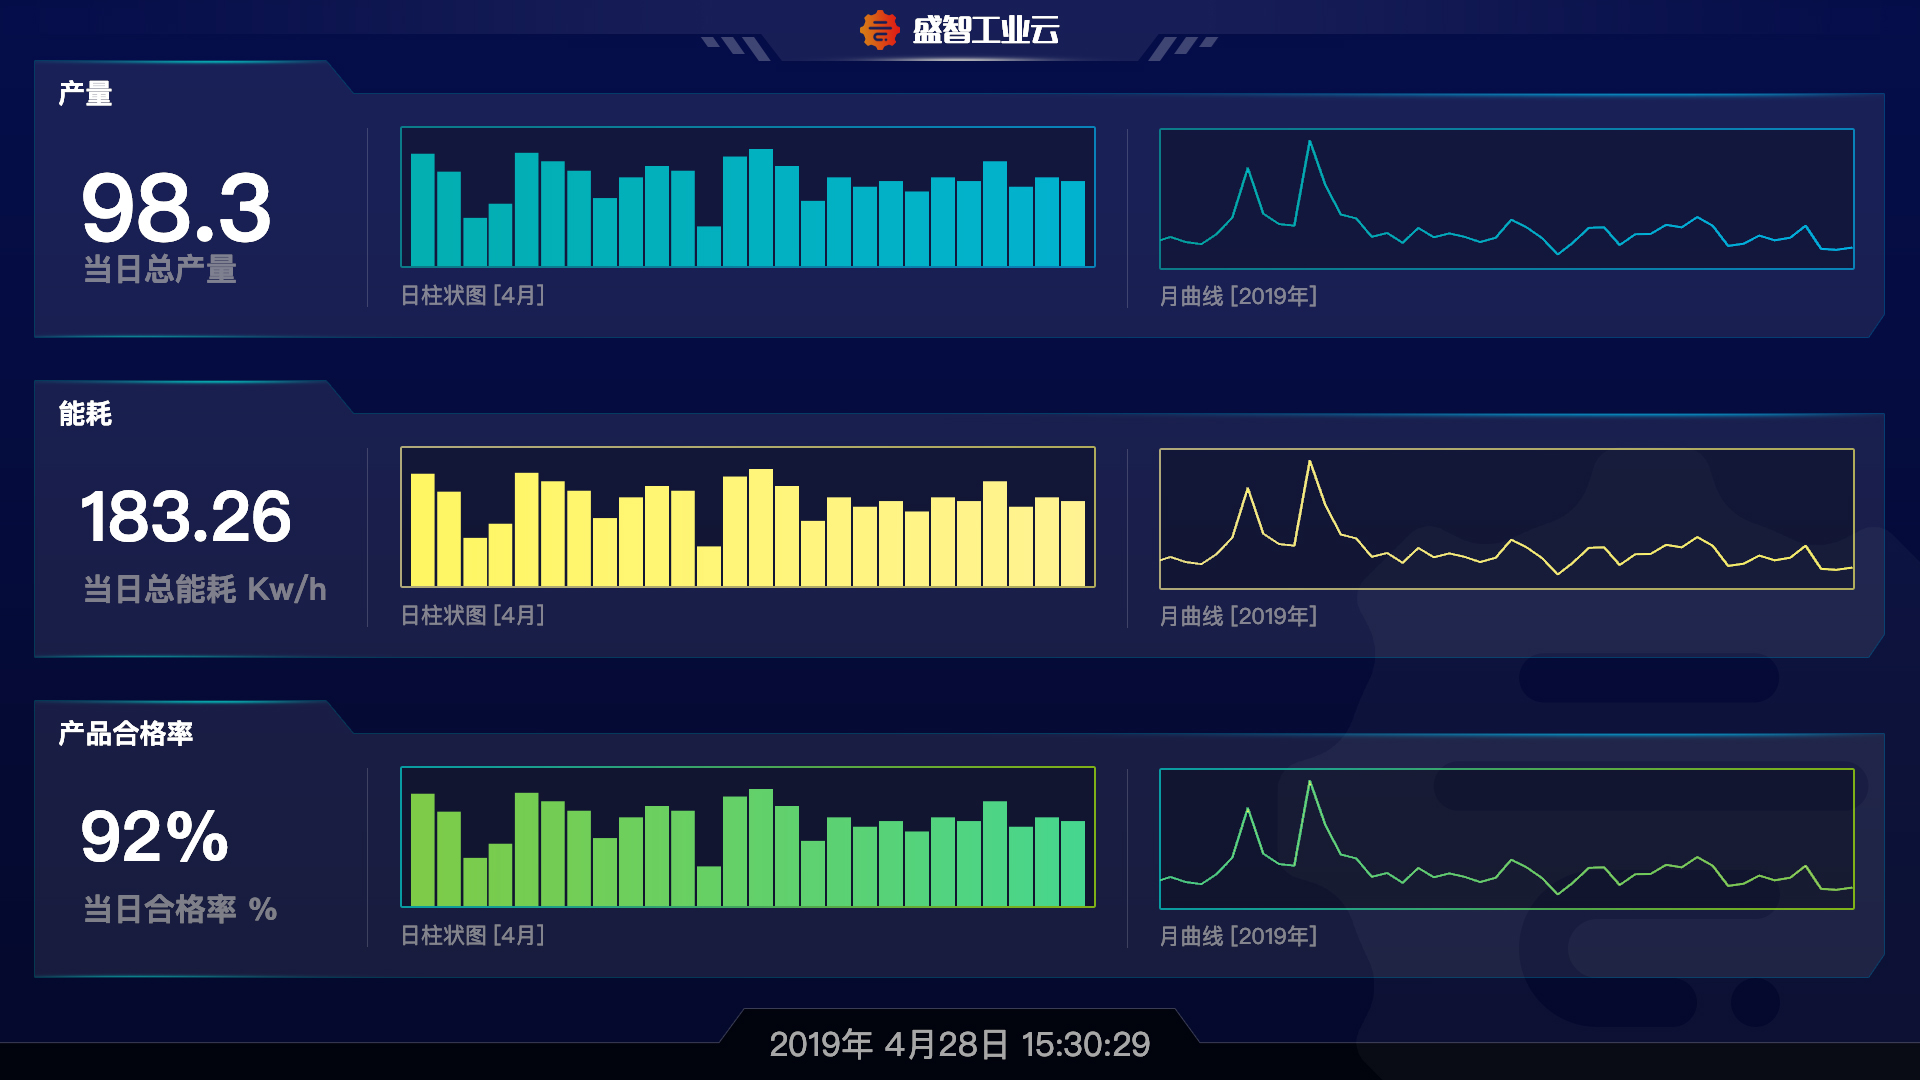 盛智工业云
产量
98.3
当日总产量
日柱状图 [4月]
月曲线 [2019年]
能耗
183.26
当日总能耗 Kw/h
日柱状图 [4月]
月曲线 [2019年]
产品合格率
92%
当日合格率 %
日柱状图 [4月]
月曲线 [2019年]
2019年 4月28日 15:30:29